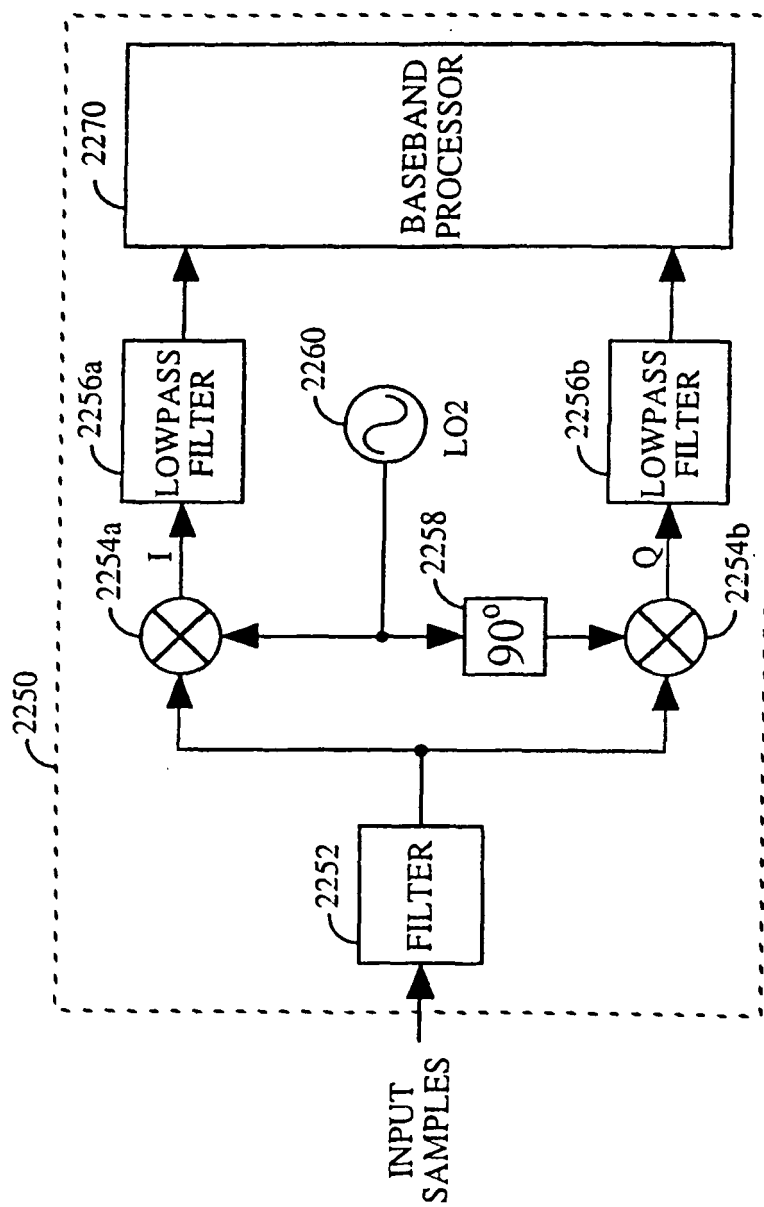 2250
INPUT
SAMPLES
2252
FILTER
2254a
I
2256a
LOWPASS
FILTER
2260
LO2
2258
90°
2254b
Q
2256b
LOWPASS
FILTER
2270
BASEBAND
PROCESSOR